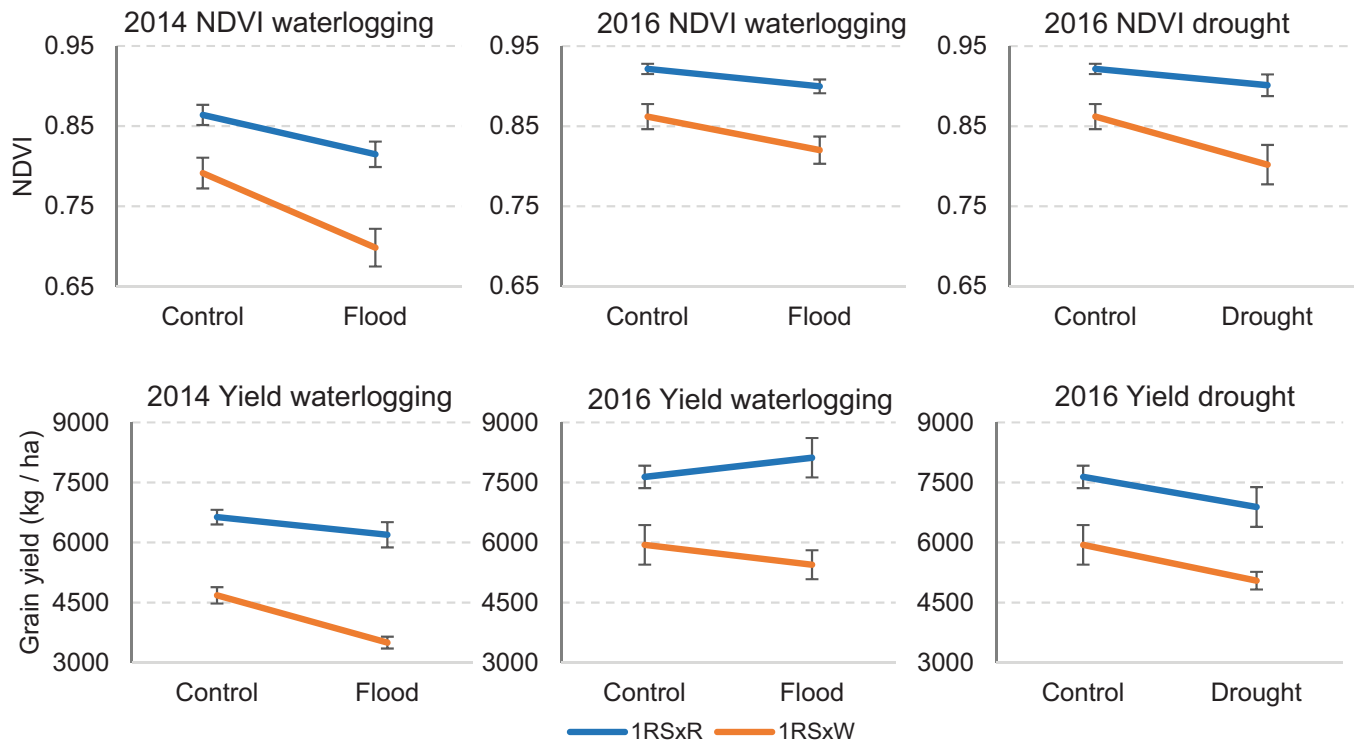 2014 NDVI waterlogging
2016 NDVI waterlogging
2016 NDVI drought
NDVI
0.95
0.85
0.75
0.65
Control
Flood
0.95
0.85
0.75
0.65
Control
Flood
0.95
0.85
0.75
0.65
Control
Drought
2014 Yield waterlogging
2016 Yield waterlogging
2016 Yield drought
Grain yield (kg / ha)
9000
7500
6000
4500
3000
Control
Flood
9000
7500
6000
4500
3000
Control
Flood
9000
7500
6000
4500
3000
Control
Drought
1RSxR
1RSxW